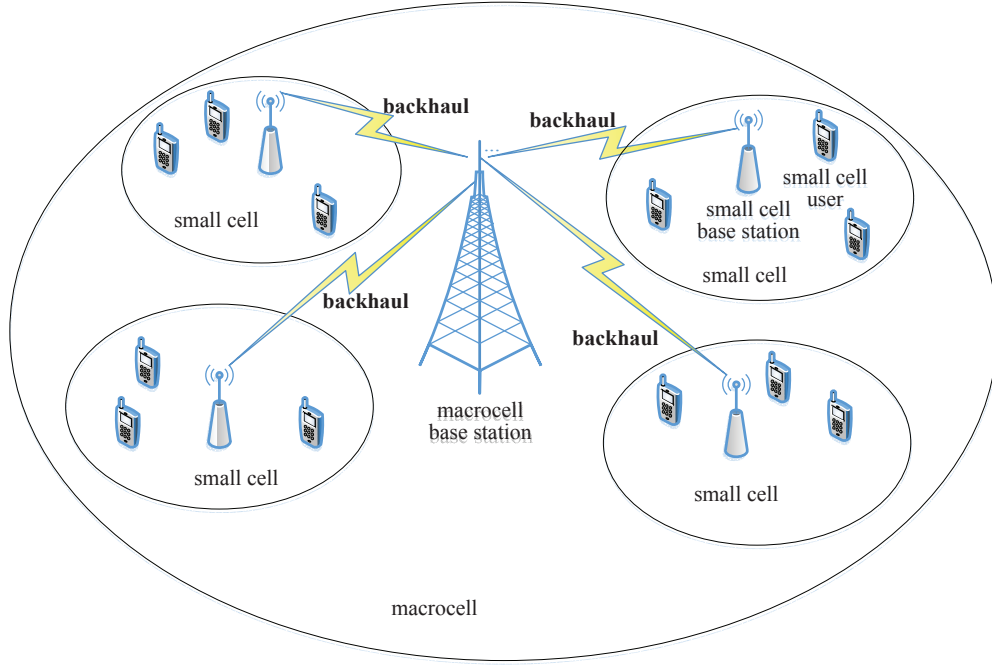 backhaul
backhaul
small cell
user
small cell
base station
small cell
small cell
backhaul
backhaul
macrocell
base station
small cell
small cell
macrocell